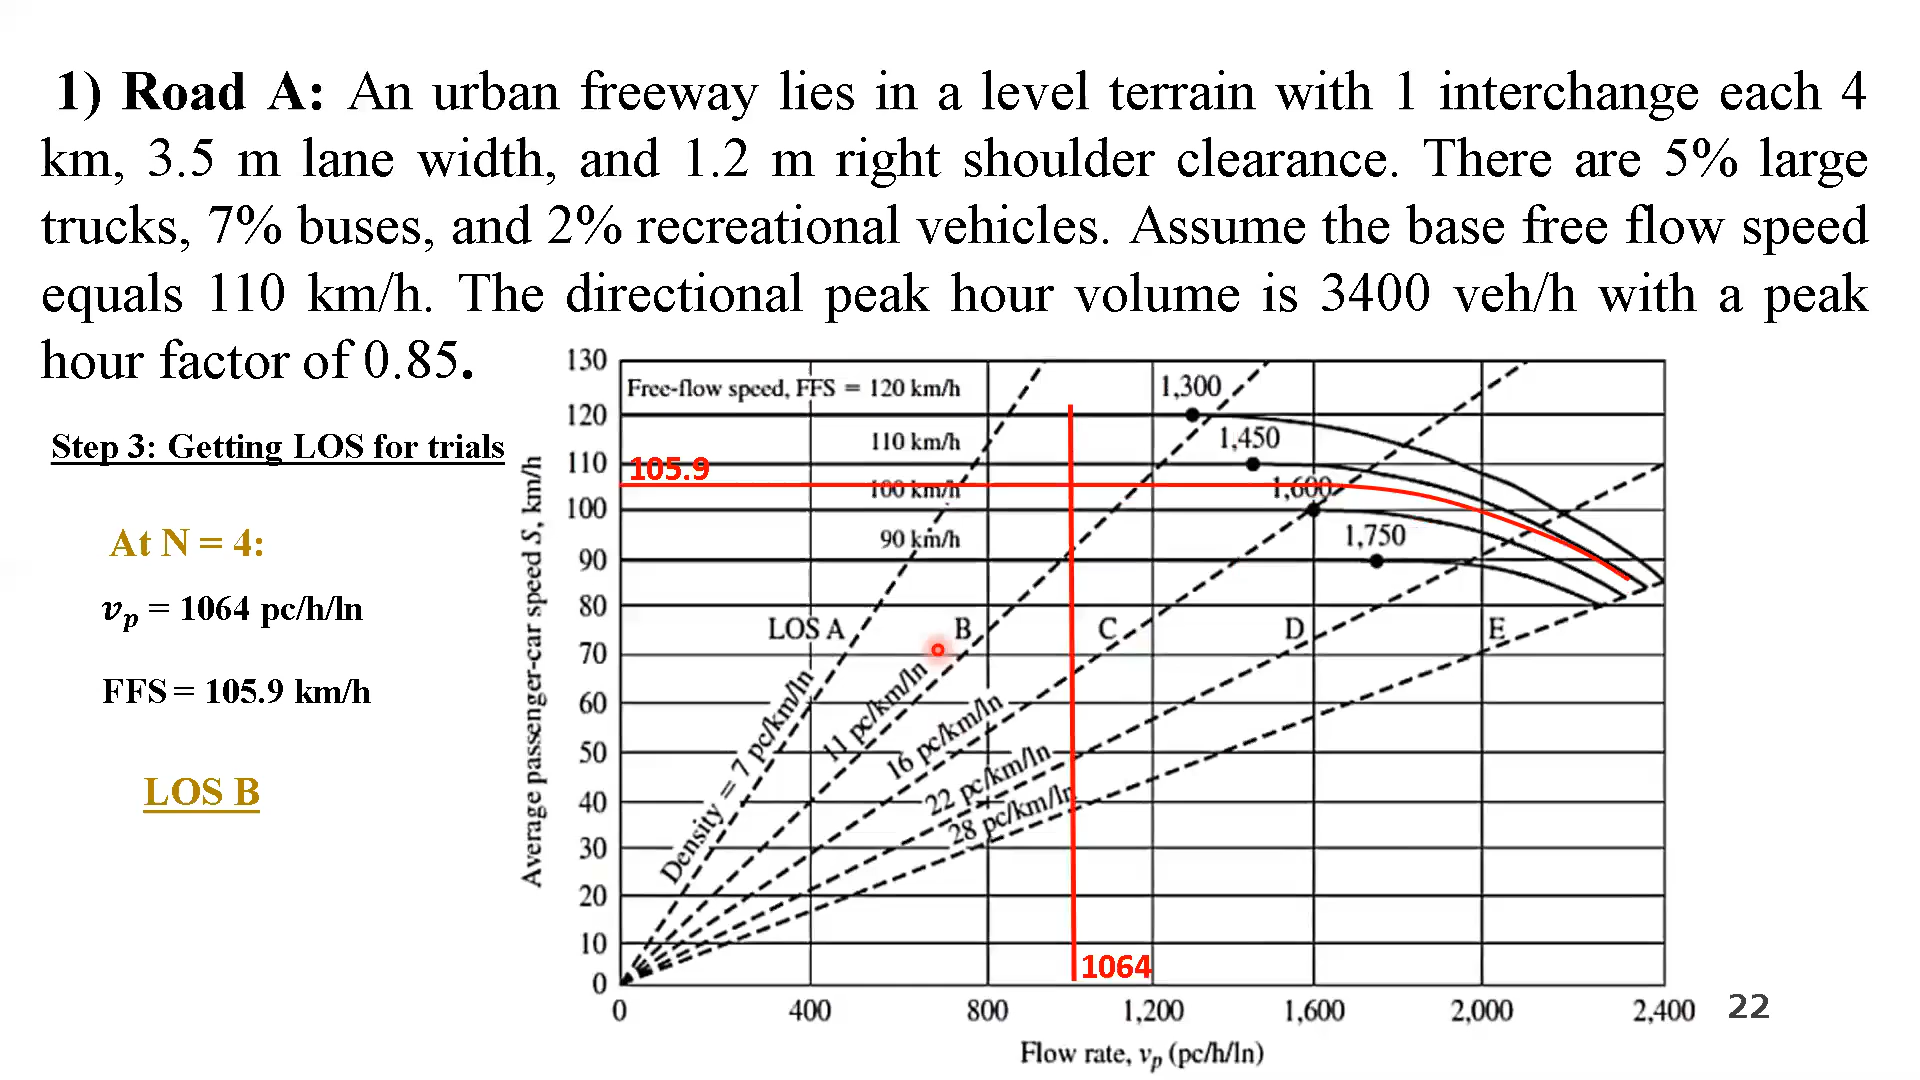 1) Road A: An urban freeway lies in a level terrain with 1 interchange each 4
km, 3.5 m lane width, and 1.2 m right shoulder clearance. There are 5% large
trucks, 7% buses, and 2% recreational vehicles. Assume the base free flow speed
equals 110 km/h. The directional peak hour volume is 3400 veh/h with a peak
hour factor of 0.85.
Step 3: Getting LOS for trials
At N = 4:
vₚ = 1064 pc/h/ln
FFS = 105.9 km/h
LOS B
Average passenger-car speed S, km/h
130
120
110
100
90
80
70
60
50
40
30
20
10
0
Free-flow speed, FFS = 120 km/h
110 km/h
100 km/h
90 km/h
105.9
1,300
1,450
1,600
1,750
LOS A
B
C
D
E
Density = 7 pc/km/ln
11 pc/km/ln
16 pc/km/ln
22 pc/km/ln
28 pc/km/ln
1064
0
400
800
1,200
1,600
2,000
2,400
Flow rate, vₚ (pc/h/ln)
22